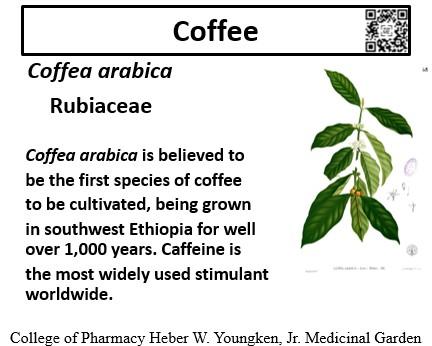 Coffee
Coffea arabica
Rubiaceae
Coffea arabica is believed to
be the first species of coffee
to be cultivated, being grown
in southwest Ethiopia for well
over 1,000 years. Caffeine is
the most widely used stimulant
worldwide.
College of Pharmacy Heber W. Youngken, Jr. Medicinal Garden